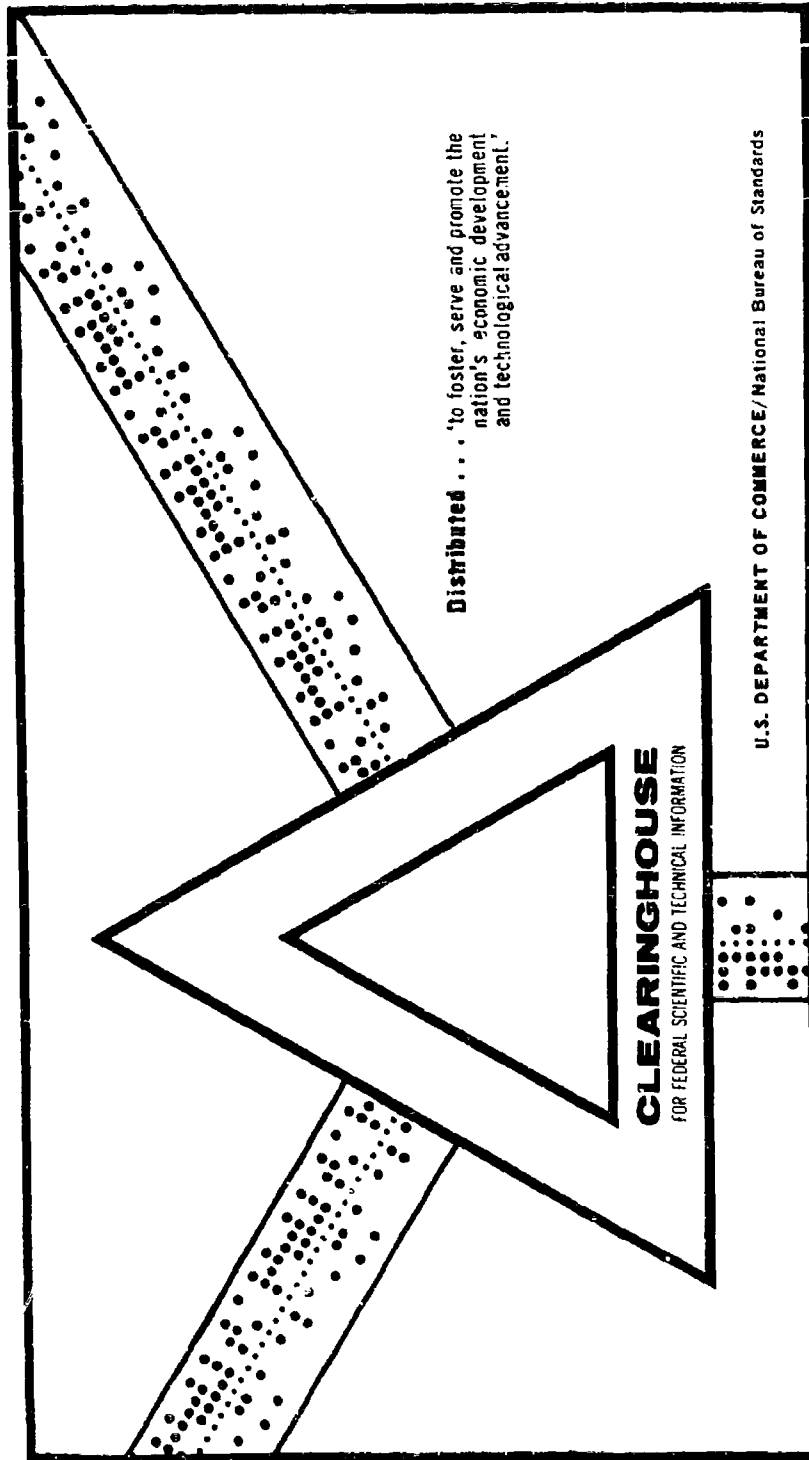 Distributed . . . 'to foster, serve and promote the
nation's economic development
and technological advancement.'
CLEARINGHOUSE
FOR FEDERAL SCIENTIFIC AND TECHNICAL INFORMATION
U.S. DEPARTMENT OF COMMERCE/National Bureau of Standards